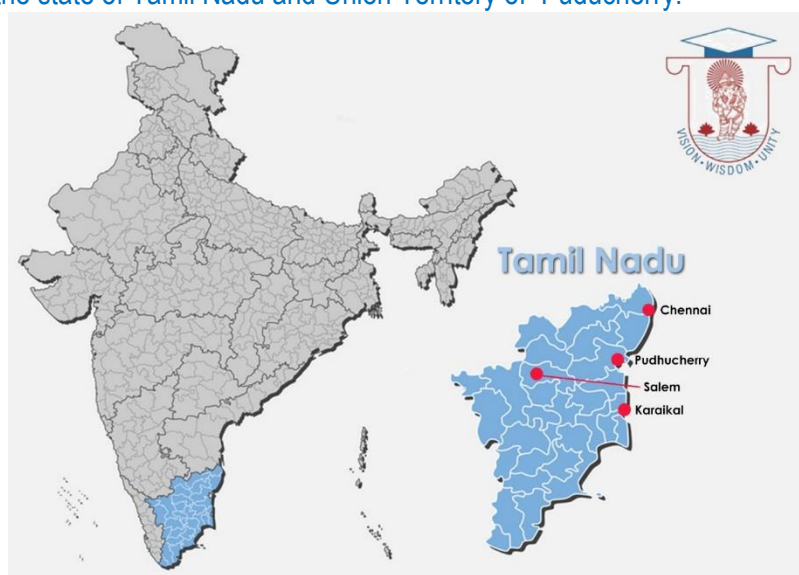 the state of Tamil Nadu and Union Territory of Puducherry.
VISION • WISDOM • UNITY
Tamil Nadu
Chennai
Pudhucherry
Salem
Karaikal